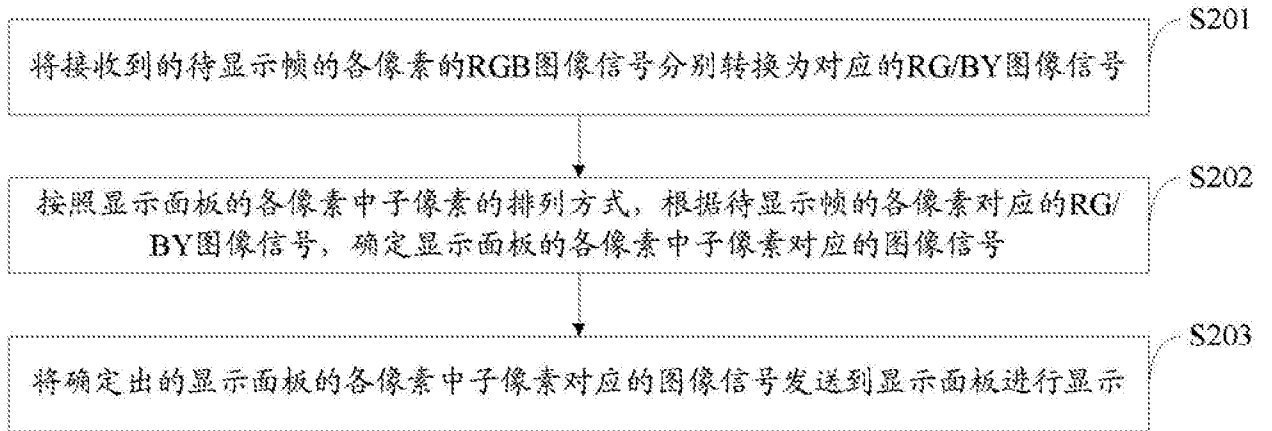 S201
将接收到的待显示帧的各像素的RGB图像信号分别转换为对应的RG/BY图像信号
S202
按照显示面板的各像素中子像素的排列方式，根据待显示帧的各像素对应的RG/
BY图像信号，确定显示面板的各像素中子像素对应的图像信号
S203
将确定出的显示面板的各像素中子像素对应的图像信号发送到显示面板进行显示